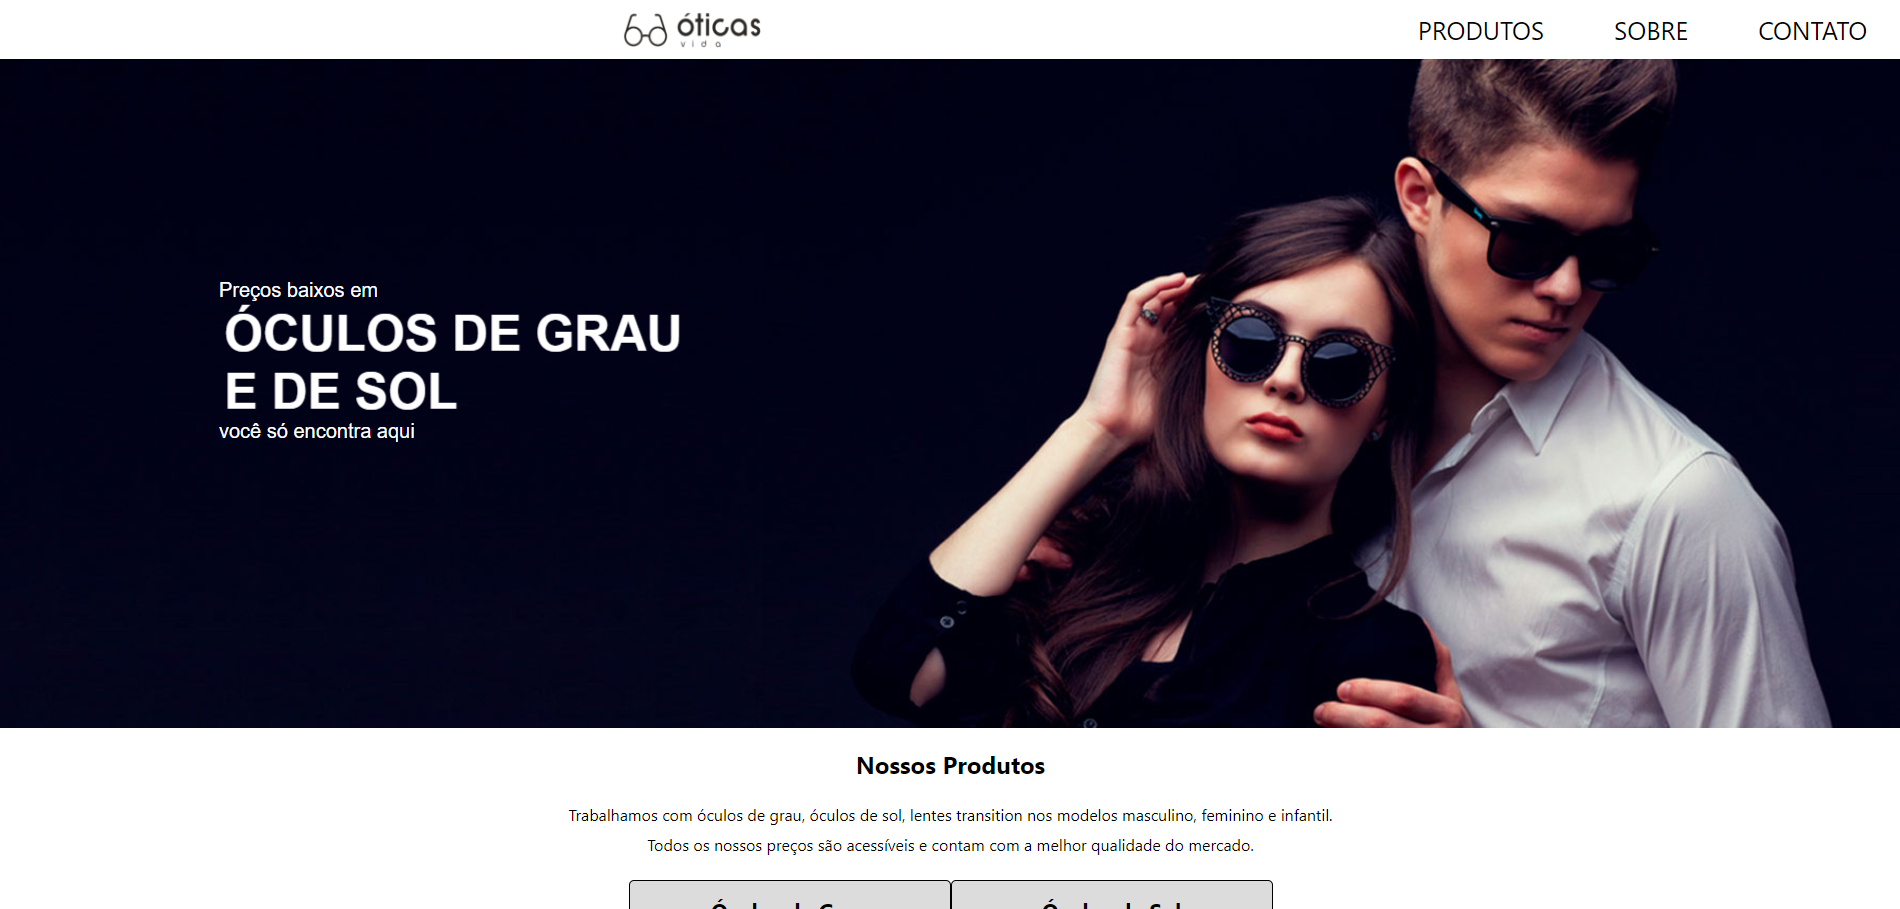 óticas
vida
PRODUTOS SOBRE CONTATO
Preços baixos em
ÓCULOS DE GRAU
E DE SOL
você só encontra aqui
Nossos Produtos
Trabalhamos com óculos de grau, óculos de sol, lentes transition nos modelos masculino, feminino e infantil.
Todos os nossos preços são acessíveis e contam com a melhor qualidade do mercado.